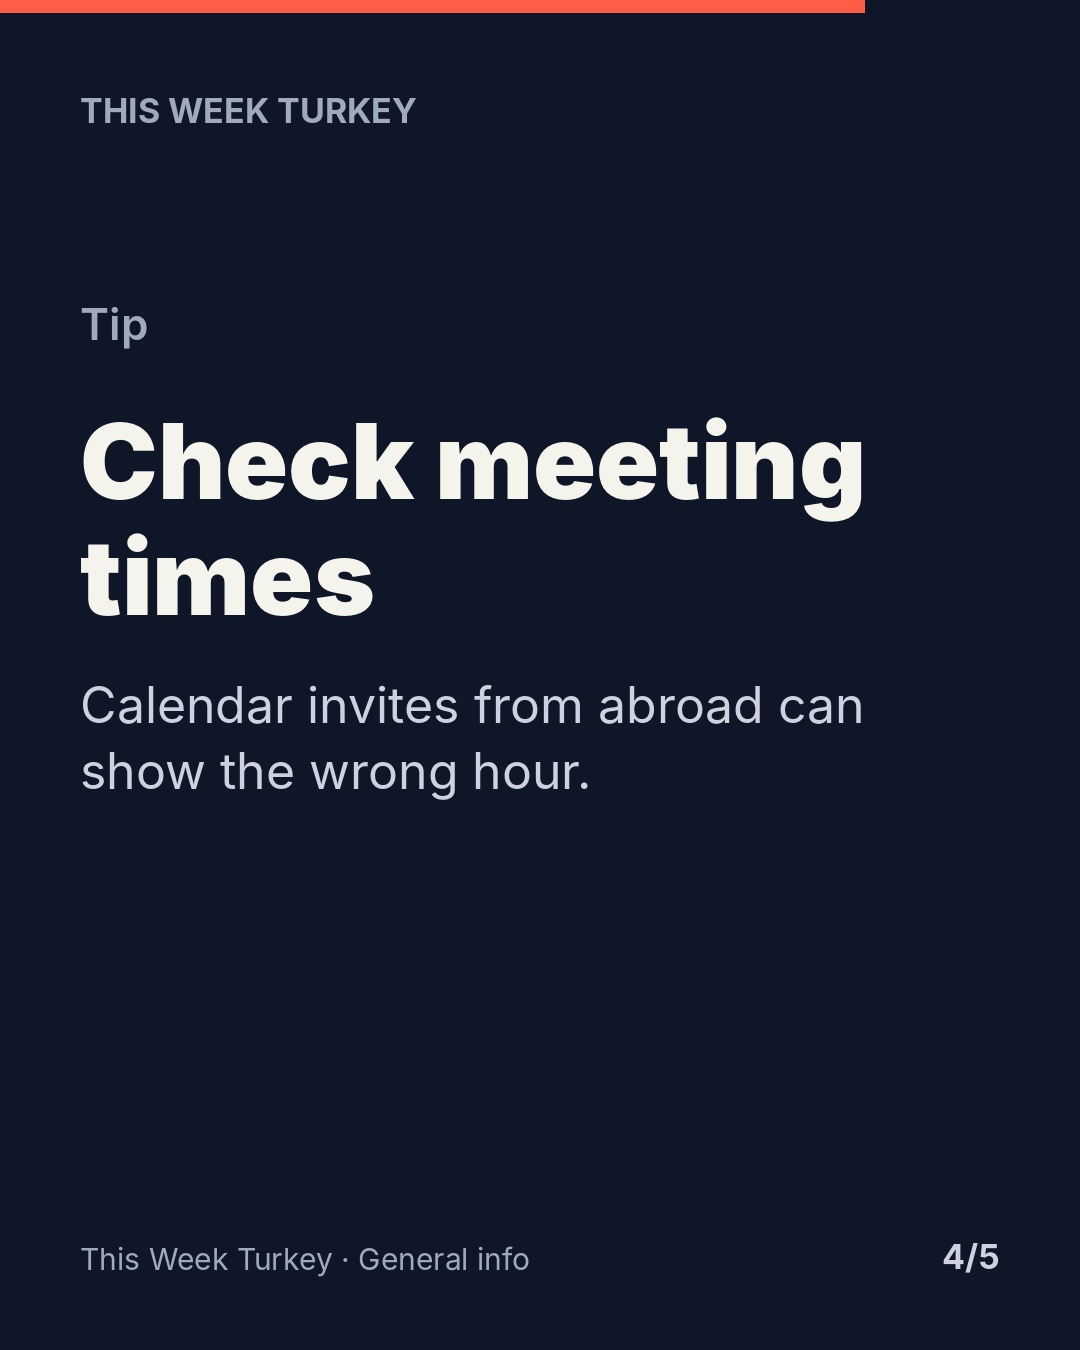 THIS WEEK TURKEY
Tip
Check meeting
times
Calendar invites from abroad can
show the wrong hour.
This Week Turkey · General info
4/5